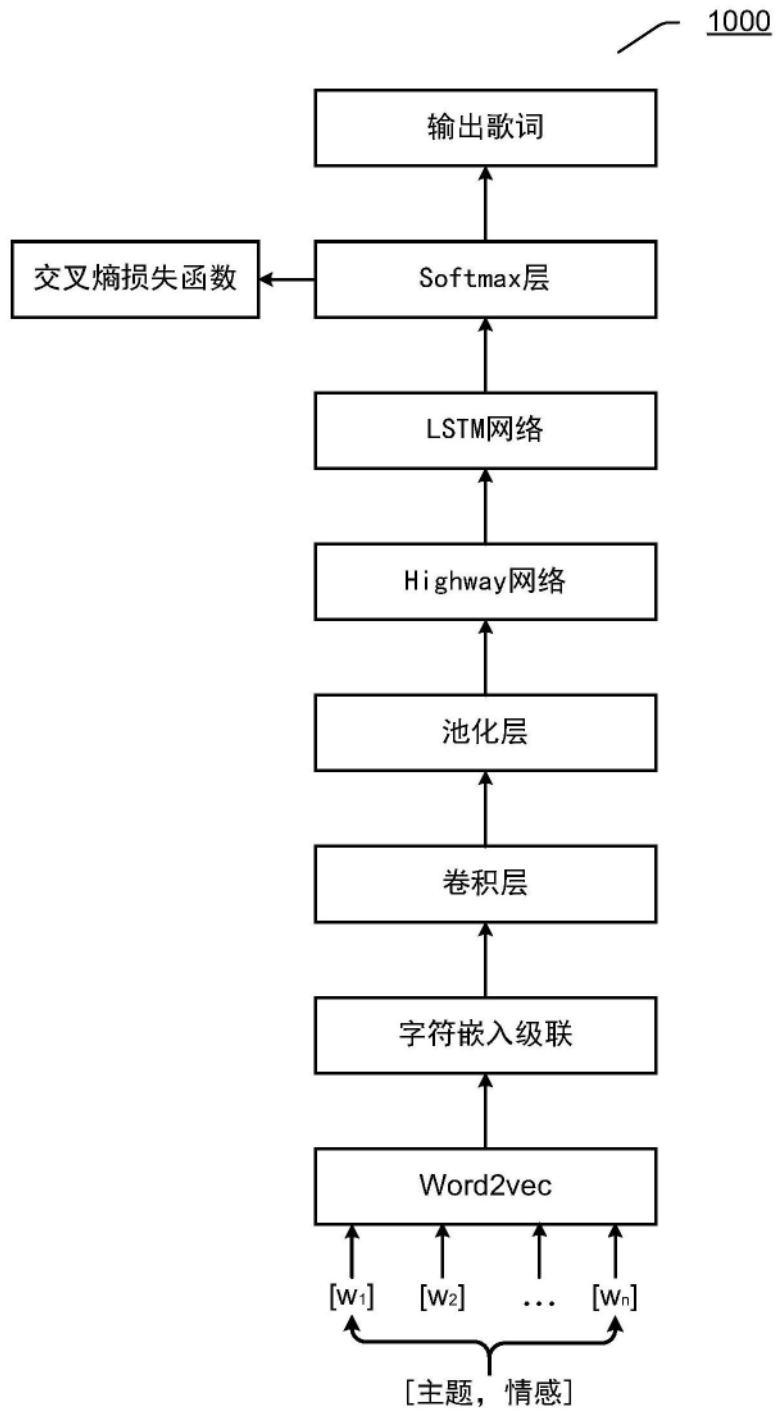 1000
输出歌词
交叉熵损失函数
Softmax层
LSTM网络
Highway网络
池化层
卷积层
字符嵌入级联
Word2vec
[w₁] [w₂] ... [wₙ]
[主题, 情感]